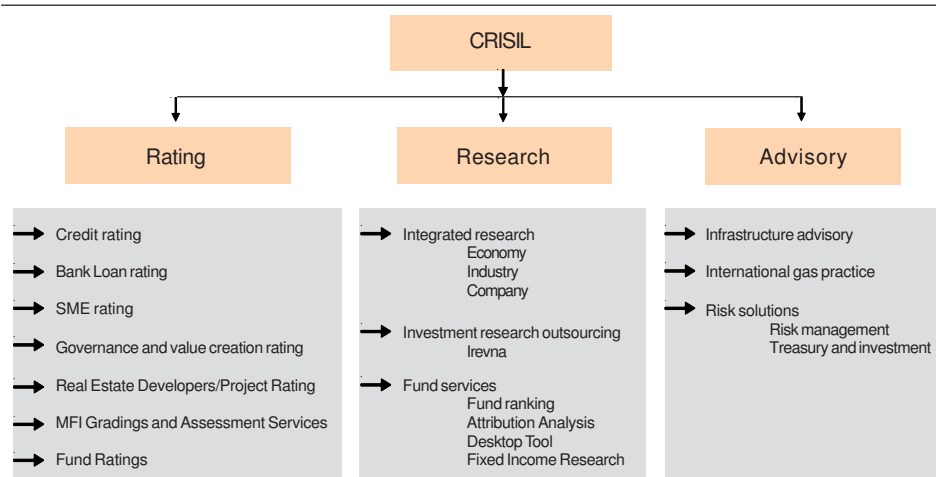 CRISIL
Rating
Research
Advisory
Credit rating
Bank Loan rating
SME rating
Governance and value creation rating
Real Estate Developers/Project Rating
MFI Gradings and Assessment Services
Fund Ratings
Integrated research
Economy
Industry
Company
Investment research outsourcing
Irevna
Fund services
Fund ranking
Attribution Analysis
Desktop Tool
Fixed Income Research
Infrastructure advisory
International gas practice
Risk solutions
Risk management
Treasury and investment